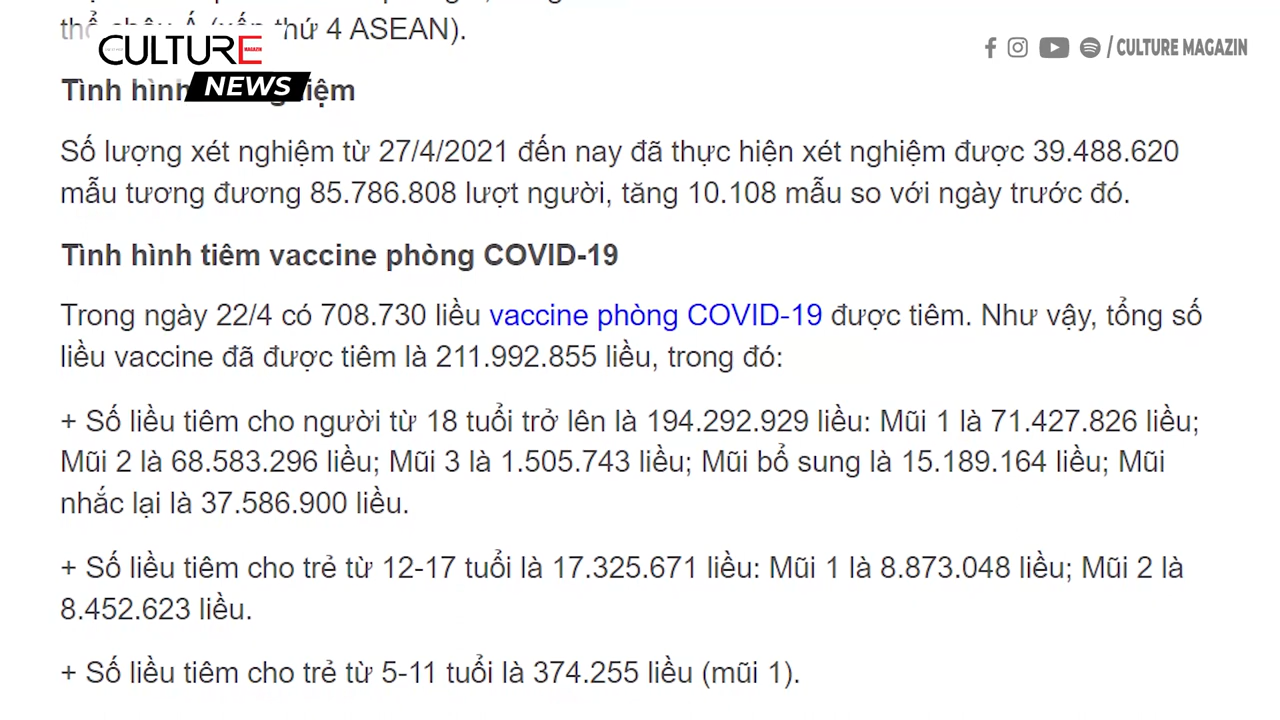 thứ 4 ASEAN).
CULTURE
MAGAZIN
NEWS
/ CULTURE MAGAZIN
Tình hình
Số lượng xét nghiệm từ 27/4/2021 đến nay đã thực hiện xét nghiệm được 39.488.620
mẫu tương đương 85.786.808 lượt người, tăng 10.108 mẫu so với ngày trước đó.
Tình hình tiêm vaccine phòng COVID-19
Trong ngày 22/4 có 708.730 liều vaccine phòng COVID-19 được tiêm. Như vậy, tổng số
liều vaccine đã được tiêm là 211.992.855 liều, trong đó:
+ Số liều tiêm cho người từ 18 tuổi trở lên là 194.292.929 liều: Mũi 1 là 71.427.826 liều;
Mũi 2 là 68.583.296 liều; Mũi 3 là 1.505.743 liều; Mũi bổ sung là 15.189.164 liều; Mũi
nhắc lại là 37.586.900 liều.
+ Số liều tiêm cho trẻ từ 12-17 tuổi là 17.325.671 liều: Mũi 1 là 8.873.048 liều; Mũi 2 là
8.452.623 liều.
+ Số liều tiêm cho trẻ từ 5-11 tuổi là 374.255 liều (mũi 1).